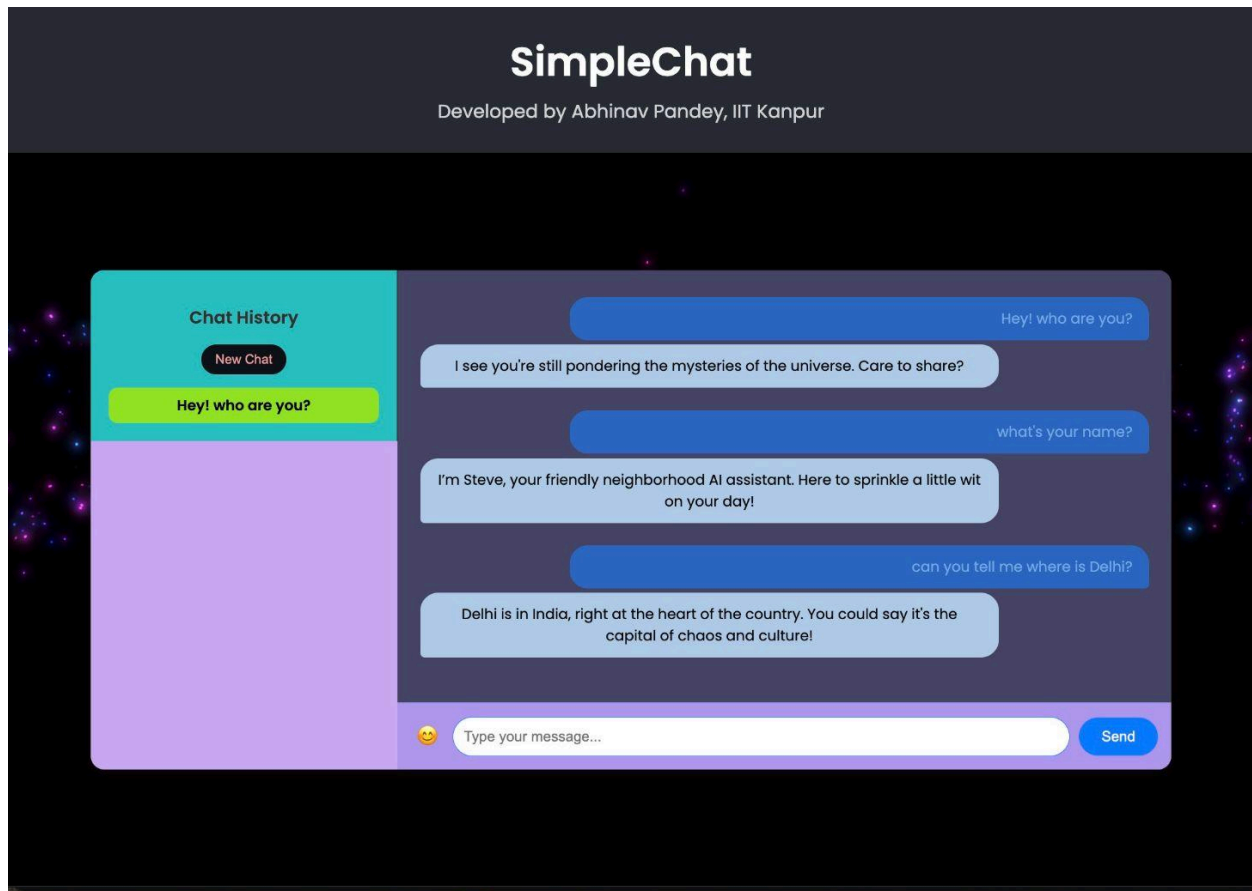 SimpleChat
Developed by Abhinav Pandey, IIT Kanpur
Chat History
New Chat
Hey! who are you?
Hey! who are you?
I see you're still pondering the mysteries of the universe. Care to share?
what's your name?
I’m Steve, your friendly neighborhood AI assistant. Here to sprinkle a little wit
on your day!
can you tell me where is Delhi?
Delhi is in India, right at the heart of the country. You could say it's the
capital of chaos and culture!
Type your message...
Send